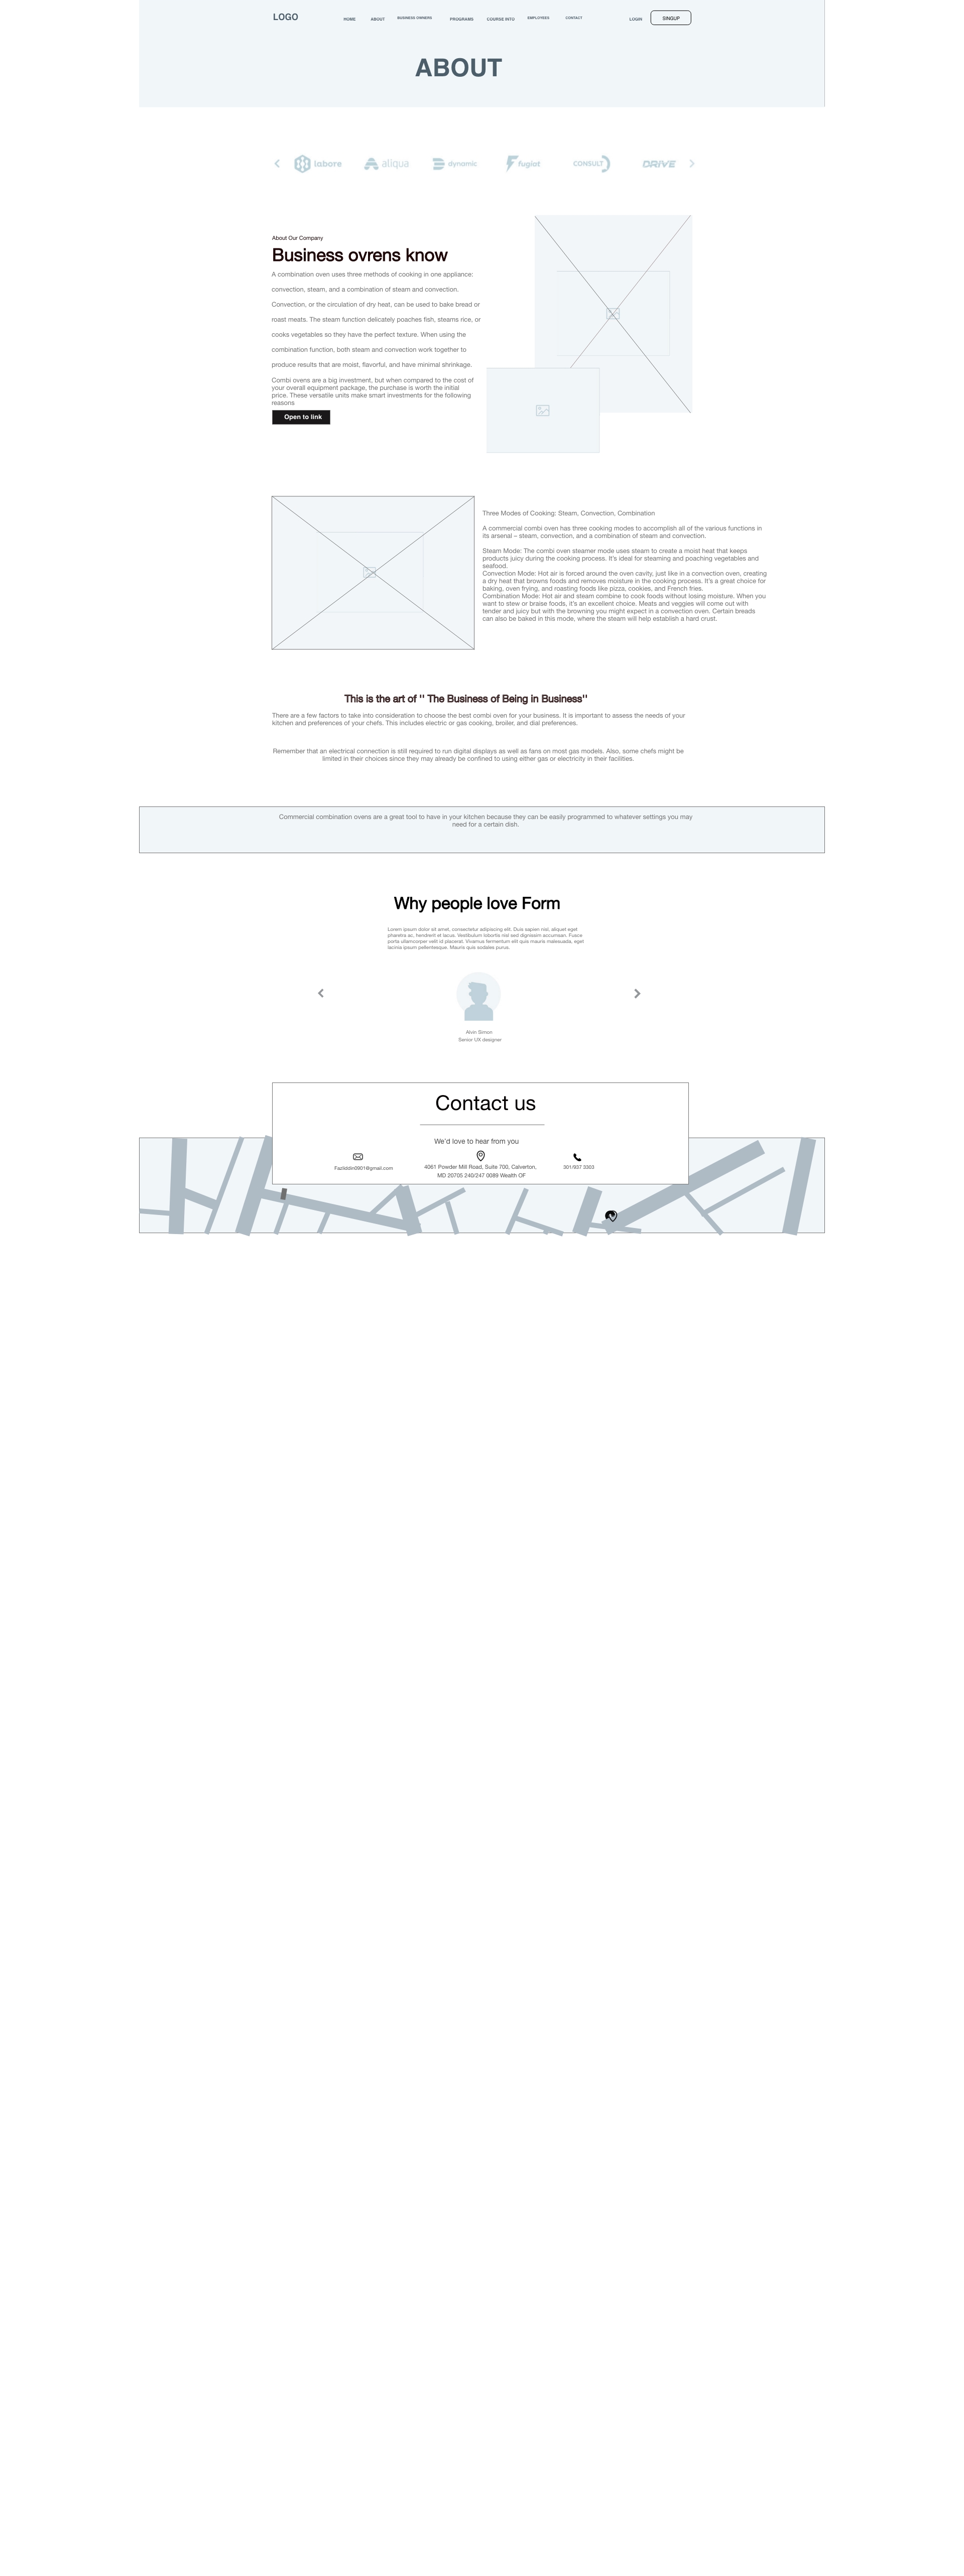 LOGO
HOME
ABOUT
BUSINESS OWNERS
PROGRAMS
COURSE INTO
EMPLOYEES
CONTACT
LOGIN
SINGUP
ABOUT
labore
aliqua
dynamic
fugiat
CONSULT
DRIVE
About Our Company
Business ovrens know
A combination oven uses three methods of cooking in one appliance:
convection, steam, and a combination of steam and convection.
Convection, or the circulation of dry heat, can be used to bake bread or
roast meats. The steam function delicately poaches fish, steams rice, or
cooks vegetables so they have the perfect texture. When using the
combination function, both steam and convection work together to
produce results that are moist, flavorful, and have minimal shrinkage.
Combi ovens are a big investment, but when compared to the cost of
your overall equipment package, the purchase is worth the initial
price. These versatile units make smart investments for the following
reasons
Open to link
Three Modes of Cooking: Steam, Convection, Combination
A commercial combi oven has three cooking modes to accomplish all of the various functions in
its arsenal – steam, convection, and a combination of steam and convection.
Steam Mode: The combi oven steamer mode uses steam to create a moist heat that keeps
products juicy during the cooking process. It's ideal for steaming and poaching vegetables and
seafood.
Convection Mode: Hot air is forced around the oven cavity, just like in a convection oven, creating
a dry heat that browns foods and removes moisture in the cooking process. It's a great choice for
baking, oven frying, and roasting foods like pizza, cookies, and French fries.
Combination Mode: Hot air and steam combine to cook foods without losing moisture. When you
want to stew or braise foods, it's an excellent choice. Meats and veggies will come out with
tender and juicy but with the browning you might expect in a convection oven. Certain breads
can also be baked in this mode, where the steam will help establish a hard crust.
This is the art of '' The Business of Being in Business''
There are a few factors to take into consideration to choose the best combi oven for your business. It is important to assess the needs of your
kitchen and preferences of your chefs. This includes electric or gas cooking, broiler, and dial preferences.
Remember that an electrical connection is still required to run digital displays as well as fans on most gas models. Also, some chefs might be
limited in their choices since they may already be confined to using either gas or electricity in their facilities.
Commercial combination ovens are a great tool to have in your kitchen because they can be easily programmed to whatever settings you may
need for a certain dish.
Why people love Form
Lorem ipsum dolor sit amet, consectetur adipiscing elit. Duis sapien nisl, aliquet eget
pharetra ac, hendrerit et lacus. Vestibulum lobortis nisl sed dignissim accumsan. Fusce
porta ullamcorper velit id placerat. Vivamus fermentum elit quis mauris malesuada, eget
lacinia ipsum pellentesque. Mauris quis sodales purus.
Alvin Simon
Senior UX designer
Contact us
We'd love to hear from you
Fazliddin0901@gmail.com
4061 Powder Mill Road, Suite 700, Calverton,
MD 20705 240/247 0089 Wealth OF
301/937 3303